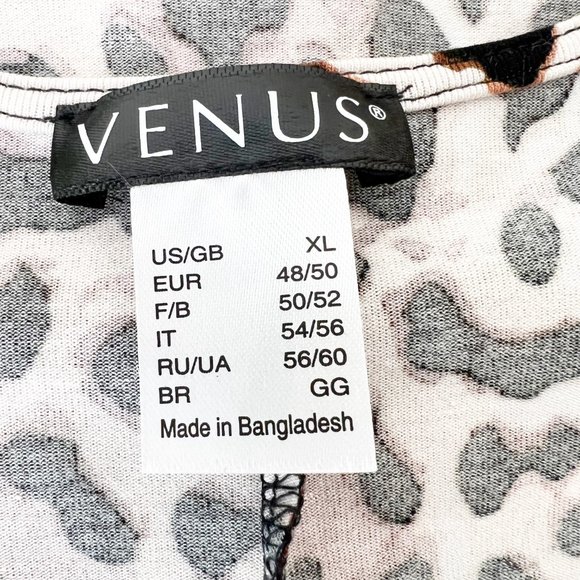 VENUS®
US/GB XL
EUR 48/50
F/B 50/52
IT 54/56
RU/UA 56/60
BR GG
Made in Bangladesh